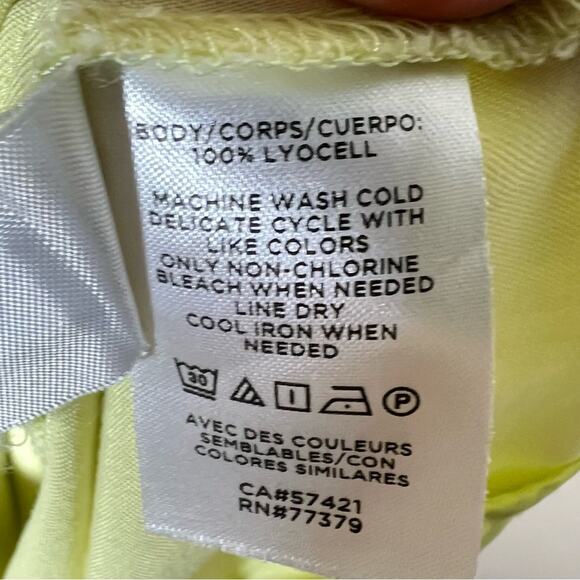 BODY/CORPS/CUERPO:
100% LYOCELL
MACHINE WASH COLD
DELICATE CYCLE WITH
LIKE COLORS
ONLY NON-CHLORINE
BLEACH WHEN NEEDED
LINE DRY
COOL IRON WHEN
NEEDED
30 P
AVEC DES COULEURS
SEMBLABLES/CON
COLORES SIMILARES
CA#57421
RN#77379